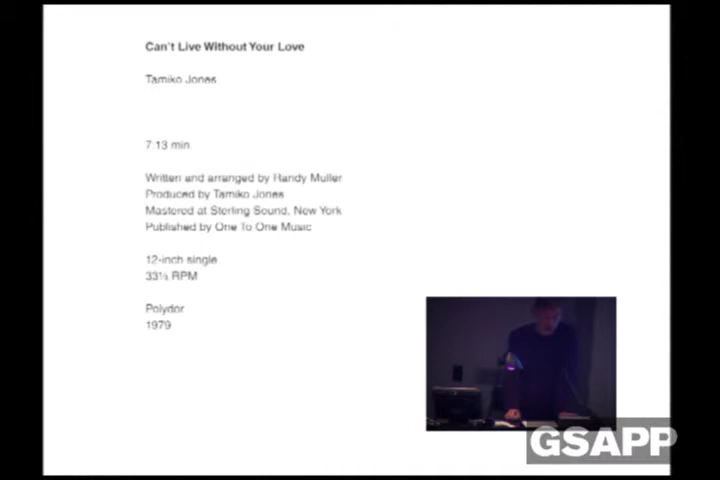 Can't Live Without Your Love
Tamiko Jones
7:13 min
Written and arranged by Randy Muller
Produced by Tamiko Jones
Mastered at Sterling Sound, New York
Published by One To One Music
12-inch single
33⅓ RPM
Polydor
1979
GSAPP